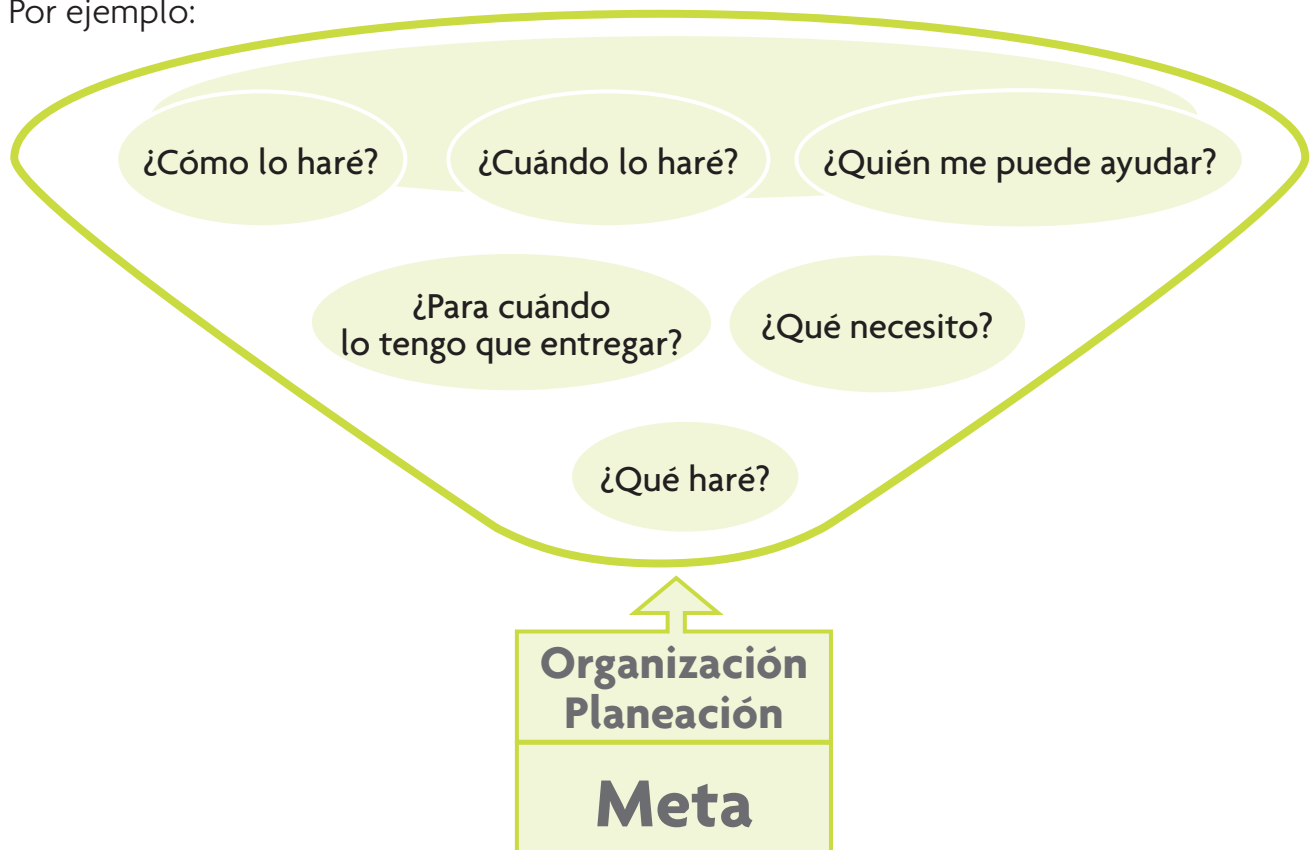 Por ejemplo:
¿Cómo lo haré?
¿Cuándo lo haré?
¿Quién me puede ayudar?
¿Para cuándo
lo tengo que entregar?
¿Qué necesito?
¿Qué haré?
Organización
Planeación
Meta